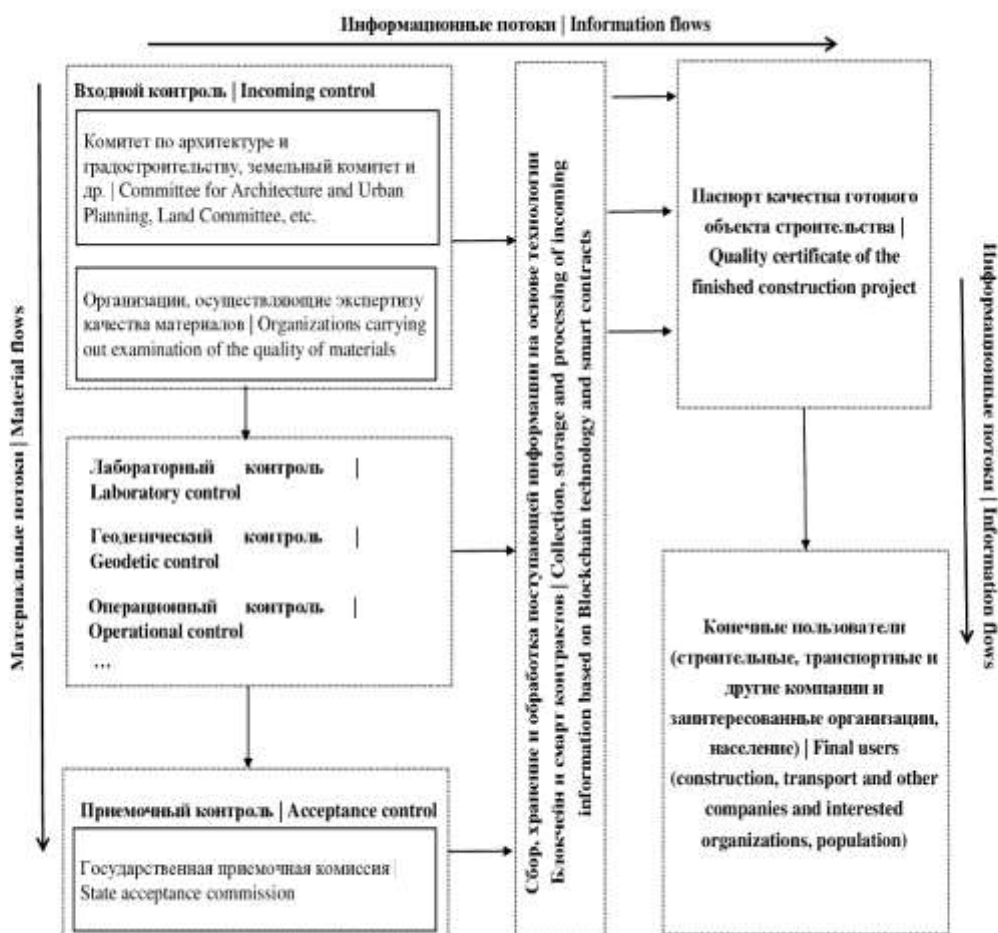 Информационные потоки | Information flows
Материальные потоки | Material flows
Входной контроль | Incoming control
Комитет по архитектуре и
градостроительству, земельный комитет и
др. | Committee for Architecture and Urban
Planning, Land Committee, etc.
Организации, осуществляющие экспертизу
качества материалов | Organizations carrying
out examination of the quality of materials
Лабораторный контроль |
Laboratory control
Геодезический контроль |
Geodetic control
Операционный контроль |
Operational control
…
Приемочный контроль | Acceptance control
Государственная приемочная комиссия |
State acceptance commission
Сбор, хранение и обработка поступающей информации на основе технологии
Блокчейн и смарт контрактов | Collection, storage and processing of incoming
information based on Blockchain technology and smart contracts
Паспорт качества готового
объекта строительства |
Quality certificate of the
finished construction project
Конечные пользователи
(строительные, транспортные и
другие компании и
заинтересованные организации,
население) | Final users
(construction, transport and other
companies and interested
organizations, population)
Информационные потоки | Information flows